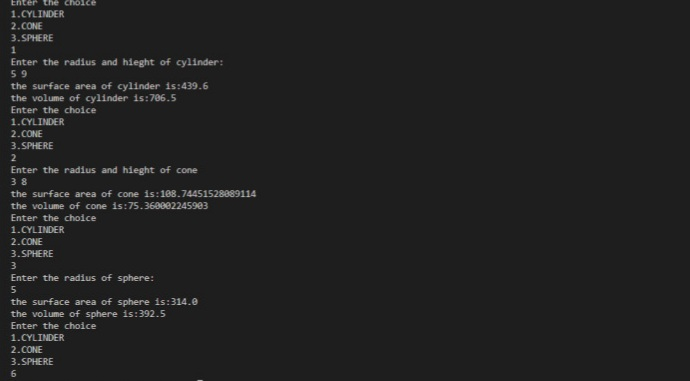 Enter the choice
1.CYLINDER
2.CONE
3.SPHERE
1
Enter the radius and hieght of cylinder:
5 9
the surface area of cylinder is:439.6
the volume of cylinder is:706.5
Enter the choice
1.CYLINDER
2.CONE
3.SPHERE
2
Enter the radius and hieght of cone
3 8
the surface area of cone is:108.74451528089114
the volume of cone is:75.360002245903
Enter the choice
1.CYLINDER
2.CONE
3.SPHERE
3
Enter the radius of sphere:
5
the surface area of sphere is:314.0
the volume of sphere is:392.5
Enter the choice
1.CYLINDER
2.CONE
3.SPHERE
6